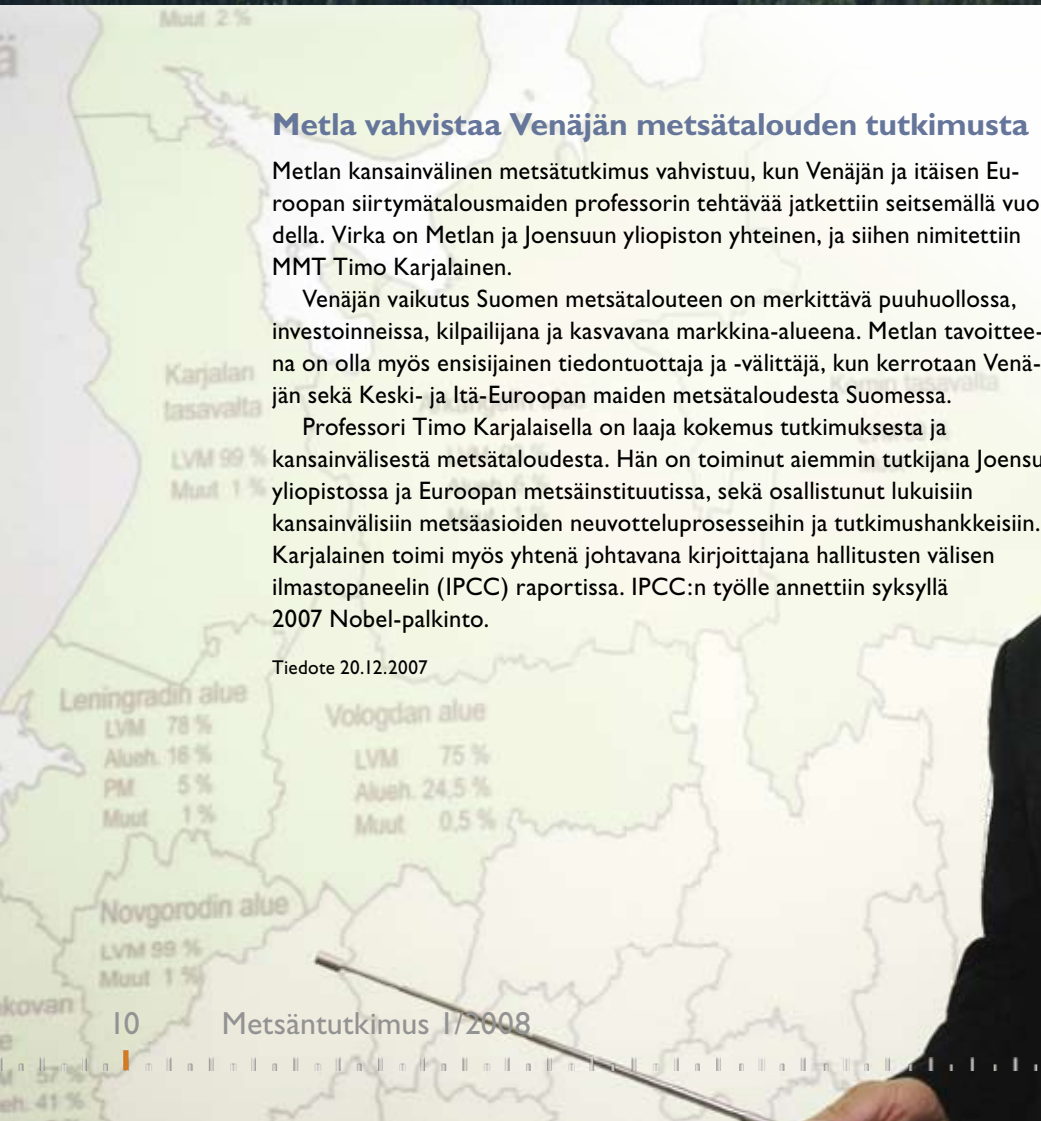 Muut 2 %
ä
Metla vahvistaa Venäjän metsätalouden tutkimusta
Metlan kansainvälinen metsätutkimus vahvistuu, kun Venäjän ja itäisen Eu-
roopan siirtymätalousmaiden professorin tehtävää jatkettiin seitsemällä vuo
della. Virka on Metlan ja Joensuun yliopiston yhteinen, ja siihen nimitettiin
MMT Timo Karjalainen.
Venäjän vaikutus Suomen metsätalouteen on merkittävä puuhuollossa,
investoinneissa, kilpailijana ja kasvavana markkina-alueena. Metlan tavoittee-
na on olla myös ensisijainen tiedontuottaja ja -välittäjä, kun kerrotaan Venä-
jän sekä Keski- ja Itä-Euroopan maiden metsätaloudesta Suomessa.
Professori Timo Karjalaisella on laaja kokemus tutkimuksesta ja
kansainvälisestä metsätaloudesta. Hän on toiminut aiemmin tutkijana Joensu
yliopistossa ja Euroopan metsäinstituutissa, sekä osallistunut lukuisiin
kansainvälisiin metsäasioiden neuvotteluprosesseihin ja tutkimushankkeisiin.
Karjalainen toimi myös yhtenä johtavana kirjoittajana hallitusten välisen
ilmastopaneelin (IPCC) raportissa. IPCC:n työlle annettiin syksyllä
2007 Nobel-palkinto.
Tiedote 20.12.2007
Karjalan
tasavalta
LVM 99 %
Muut 1 %
Komin tasavalta
Leningradin alue
LVM 78 %
Alueh. 16 %
PM 5 %
Muut 1 %
Vologdan alue
LVM 75 %
Alueh. 24,5 %
Muut 0,5 %
Novgorodin alue
LVM 99 %
Muut 1 %
kovan
57 %
eh. 41 %
10 Metsäntutkimus 1/2008